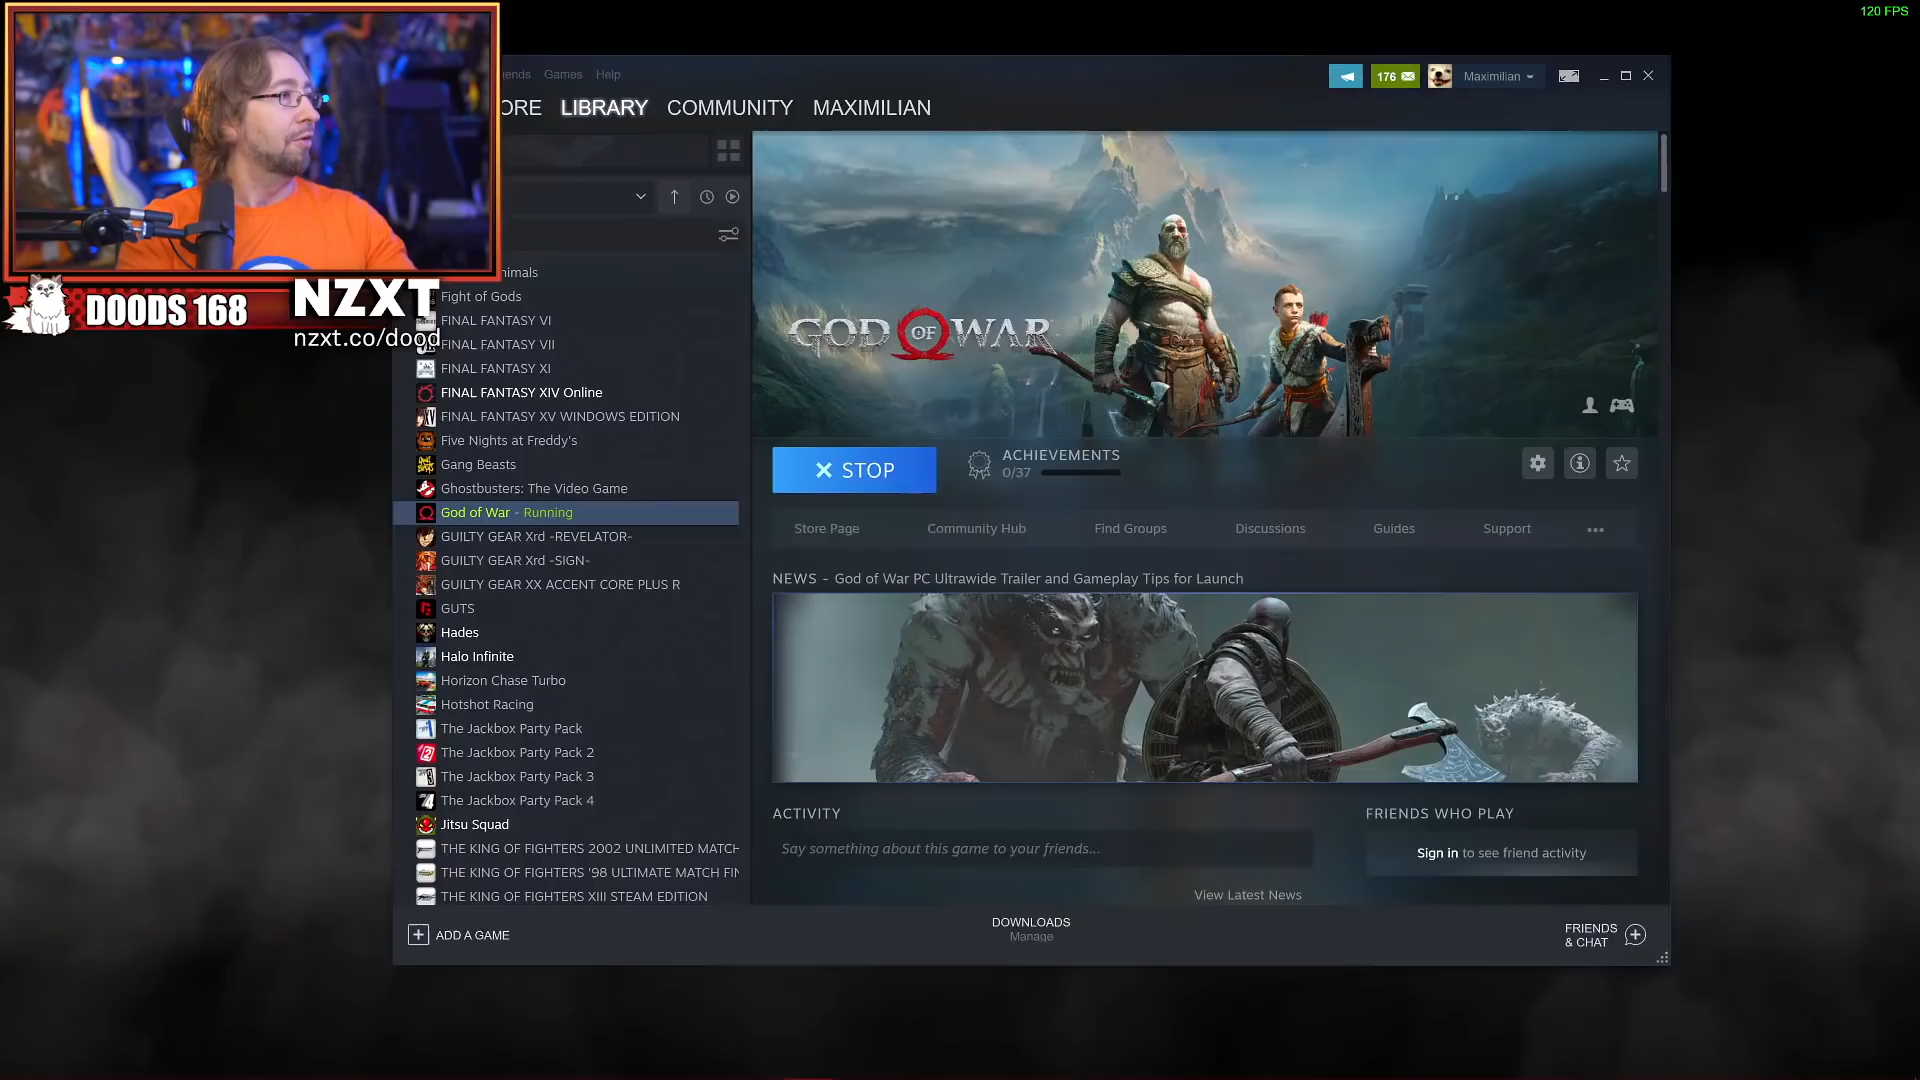 120 FPS
Games Help
176
Maximilian
ORE LIBRARY COMMUNITY MAXIMILIAN
DOODS 168
NZXT
nzxt.co/dood
nimals
Fight of Gods
FINAL FANTASY VI
FINAL FANTASY VII
FINAL FANTASY XI
FINAL FANTASY XIV Online
FINAL FANTASY XV WINDOWS EDITION
Five Nights at Freddy's
Gang Beasts
Ghostbusters: The Video Game
God of War - Running
GUILTY GEAR Xrd -REVELATOR-
GUILTY GEAR Xrd -SIGN-
GUILTY GEAR XX ACCENT CORE PLUS R
GUTS
Hades
Halo Infinite
Horizon Chase Turbo
Hotshot Racing
The Jackbox Party Pack
The Jackbox Party Pack 2
The Jackbox Party Pack 3
The Jackbox Party Pack 4
Jitsu Squad
THE KING OF FIGHTERS 2002 UNLIMITED MATCH
THE KING OF FIGHTERS '98 ULTIMATE MATCH FIN
THE KING OF FIGHTERS XIII STEAM EDITION
GOD OF WAR
STOP
ACHIEVEMENTS
0/37
Store Page Community Hub Find Groups Discussions Guides Support
NEWS - God of War PC Ultrawide Trailer and Gameplay Tips for Launch
ACTIVITY
Say something about this game to your friends...
View Latest News
FRIENDS WHO PLAY
Sign in to see friend activity
ADD A GAME
DOWNLOADS
Manage
FRIENDS
& CHAT